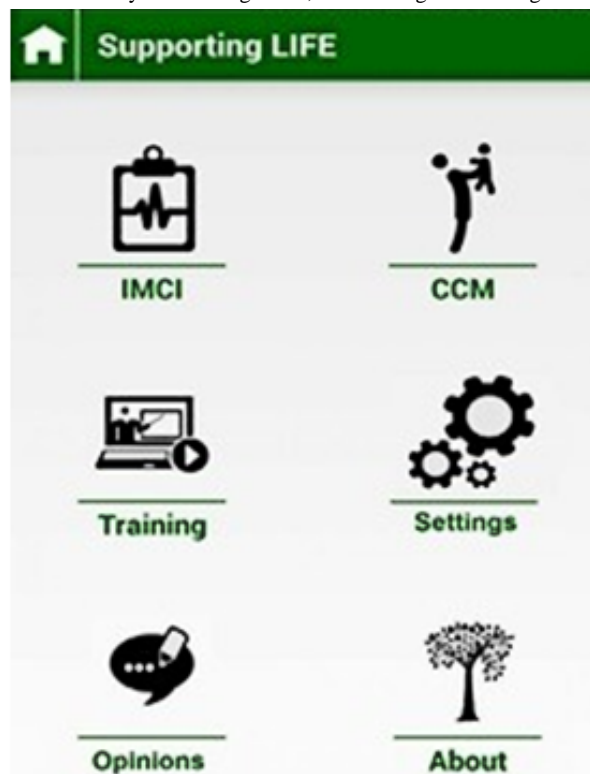 Supporting LIFE
IMCI
CCM
Training
Settings
Opinions
About